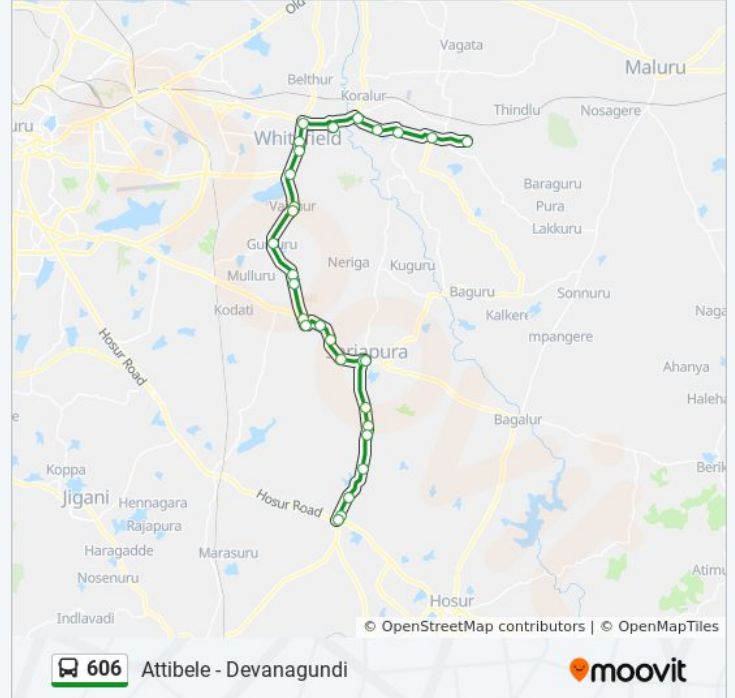 Old
Vagata
Maluru
Belthur
Koralur
Thindlu
Nosagere
uru
Whitefield
Baraguru
Pura
Lakkuru
Gunjuru
Neriga
Kuguru
Mulluru
Baguru
Sonnuru
Kodati
Kalkere
Naga
mpangere
Hosur Road
Sarjapura
Ahanya
Haleha
e
Bagalur
Koppa
Berik
Jigani
Hennagara
Hosur Road
Rajapura
Haragadde
Marasuru
Atimu
Nosenuru
Hosur
Indlavadi
© OpenStreetMap contributors | © OpenMapTiles
606 Attibele - Devanagundi
moovit